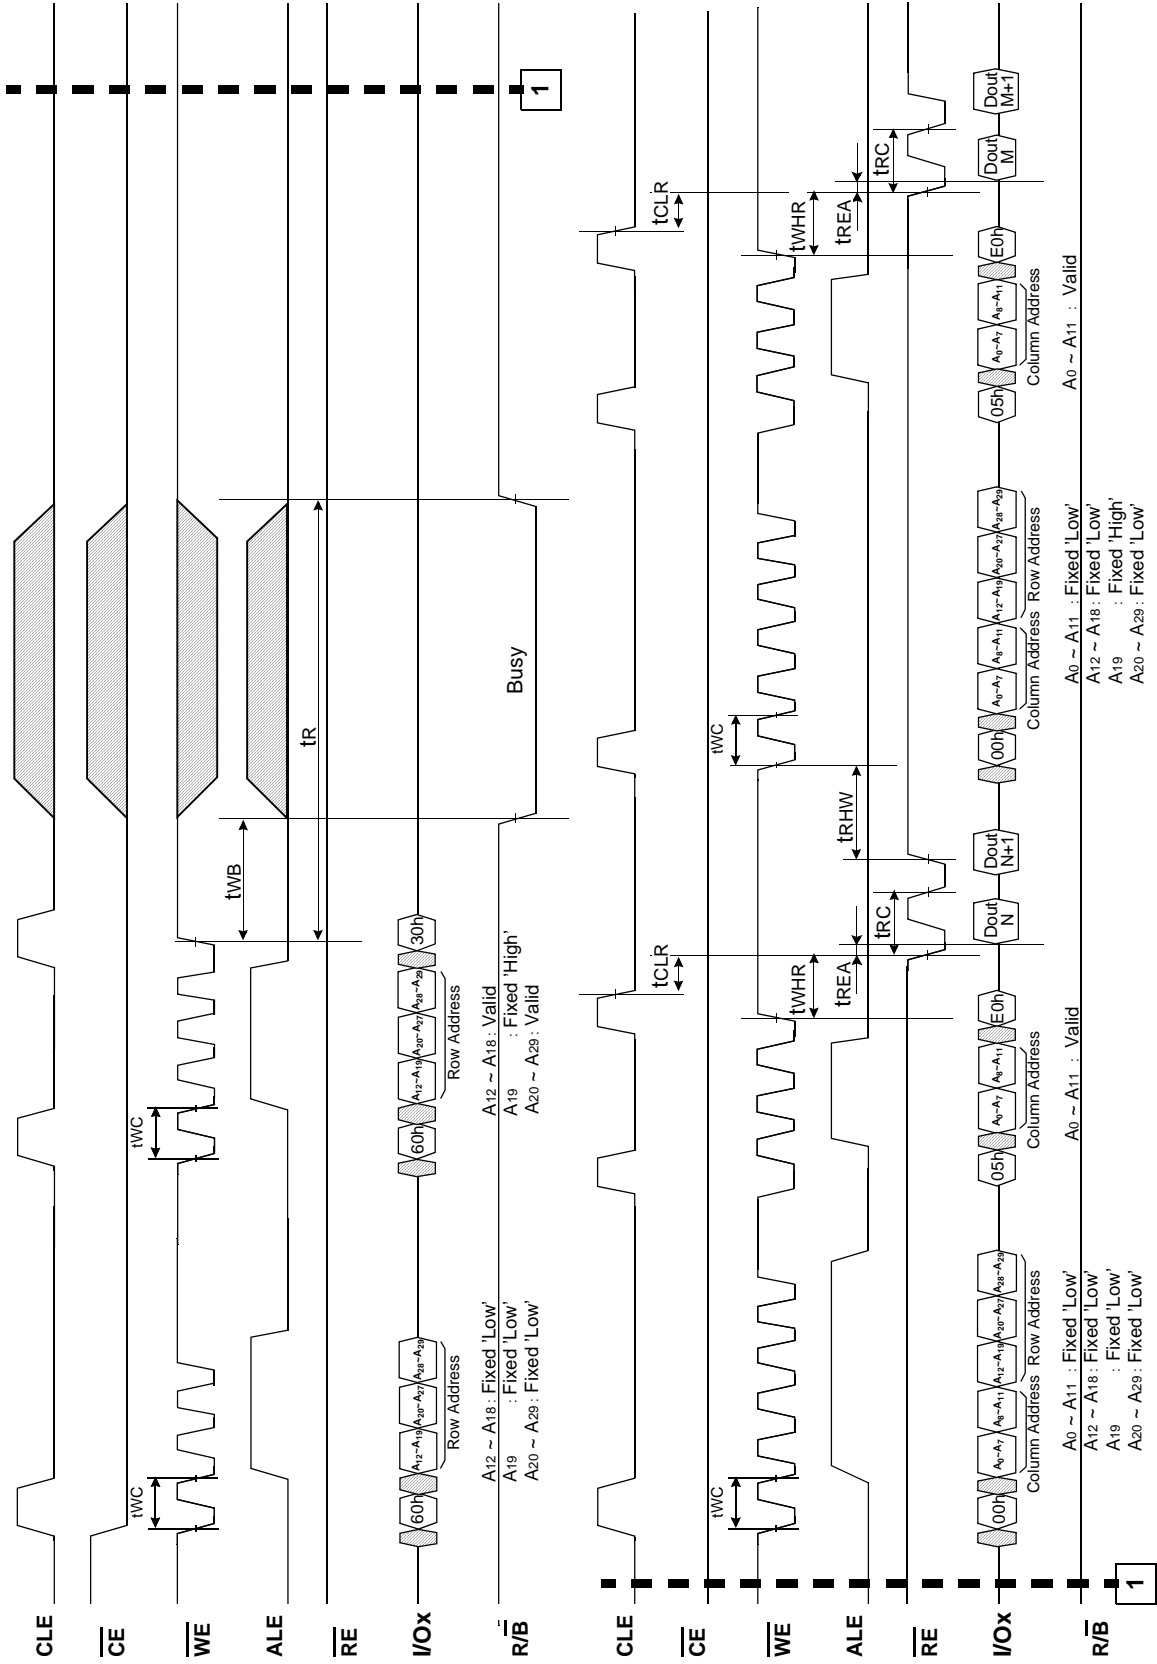 CLE
CE
WE
ALE
RE
I/Ox
R/B
tWC
tWC
tWB
tR
60h
A12~A19
A20~A27
A28~A29
Row Address
A12 ~ A18 : Fixed 'Low'
A19 : Fixed 'Low'
A20 ~ A29 : Fixed 'Low'
60h
A12~A19
A20~A27
A28~A29
30h
Row Address
A12 ~ A18 : Valid
A19 : Fixed 'High'
A20 ~ A29 : Valid
Busy
1
CLE
CE
WE
ALE
RE
I/Ox
R/B
1
tWC
tCLR
tWHR
tREA
tRC
tRHW
tWC
tCLR
tWHR
tREA
tRC
00h
A0~A7
A8~A11
A12~A19
A20~A27
A28~A29
Column Address
Row Address
A0 ~ A11 : Fixed 'Low'
A12 ~ A18 : Fixed 'Low'
A19 : Fixed 'Low'
A20 ~ A29 : Fixed 'Low'
05h
A0~A7
A8~A11
E0h
Column Address
A0 ~ A11 : Valid
Dout N
Dout N+1
00h
A0~A7
A8~A11
A12~A19
A20~A27
A28~A29
Column Address
Row Address
A0 ~ A11 : Fixed 'Low'
A12 ~ A18 : Fixed 'Low'
A19 : Fixed 'High'
A20 ~ A29 : Fixed 'Low'
05h
A0~A7
A8~A11
E0h
Column Address
A0 ~ A11 : Valid
Dout M
Dout M+1